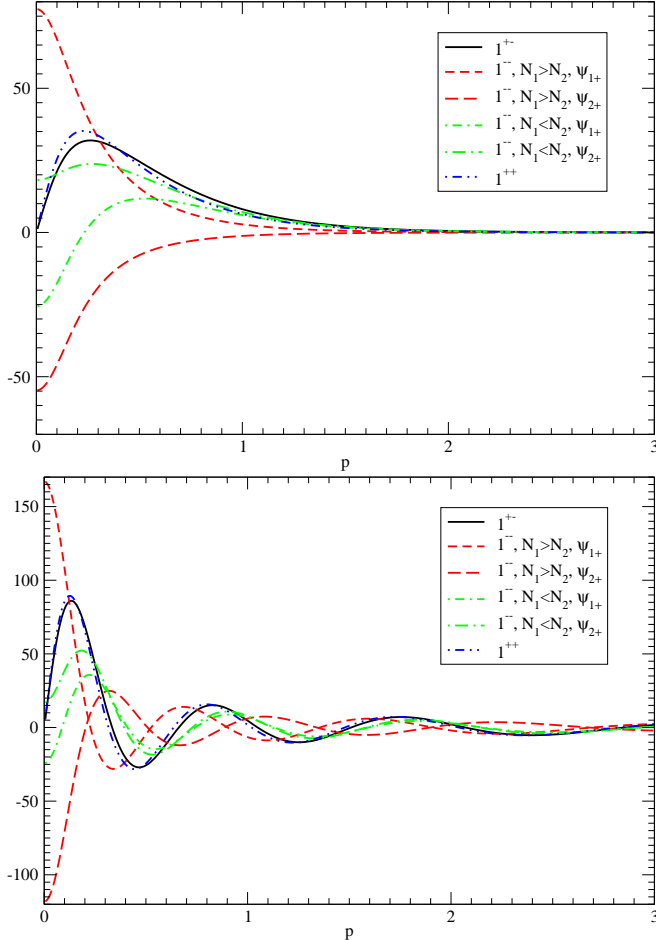 50
0
-50
1⁺⁻
1⁻⁻, N₁>N₂, ψ₁₊
1⁻⁻, N₁>N₂, ψ₂₊
1⁻⁻, N₁<N₂, ψ₁₊
1⁻⁻, N₁<N₂, ψ₂₊
1⁺⁺
0 1 2 3
p
150
100
50
0
-50
-100
1⁺⁻
1⁻⁻, N₁>N₂, ψ₁₊
1⁻⁻, N₁>N₂, ψ₂₊
1⁻⁻, N₁<N₂, ψ₁₊
1⁻⁻, N₁<N₂, ψ₂₊
1⁺⁺
0 1 2 3
p